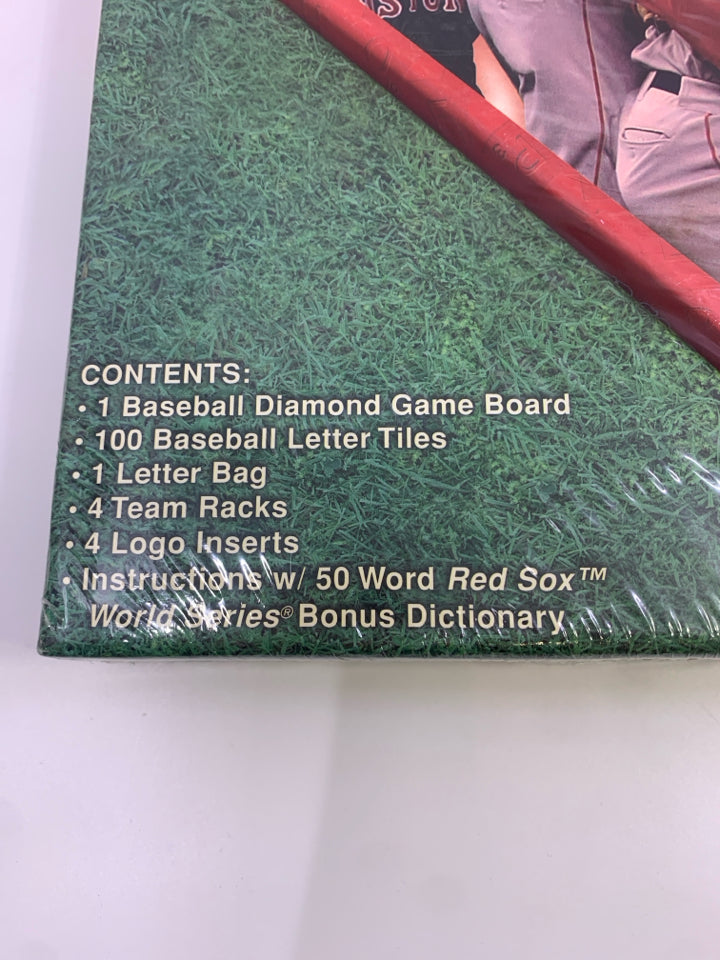 CONTENTS:
• 1 Baseball Diamond Game Board
• 100 Baseball Letter Tiles
• 1 Letter Bag
• 4 Team Racks
• 4 Logo Inserts
• Instructions w/ 50 Word Red Sox™
World Series® Bonus Dictionary